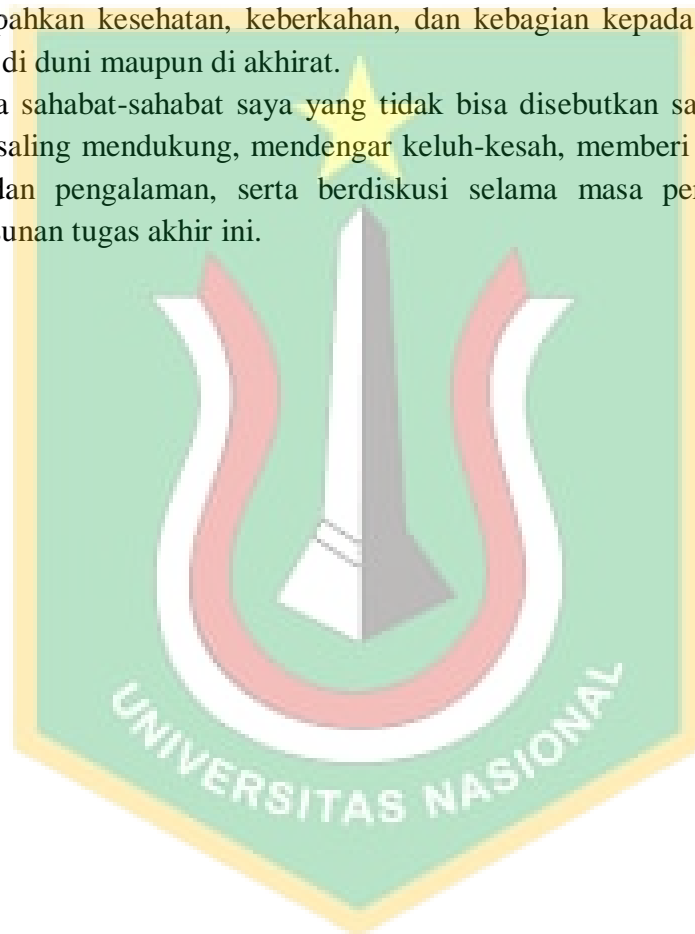 pahkan kesehatan, keberkahan, dan kebagian kepada
di duni maupun di akhirat.
a sahabat-sahabat saya yang tidak bisa disebutkan sa
saling mendukung, mendengar keluh-kesah, memberi
dan pengalaman, serta berdiskusi selama masa per
unan tugas akhir ini.
UNIVERSITAS NASIONAL